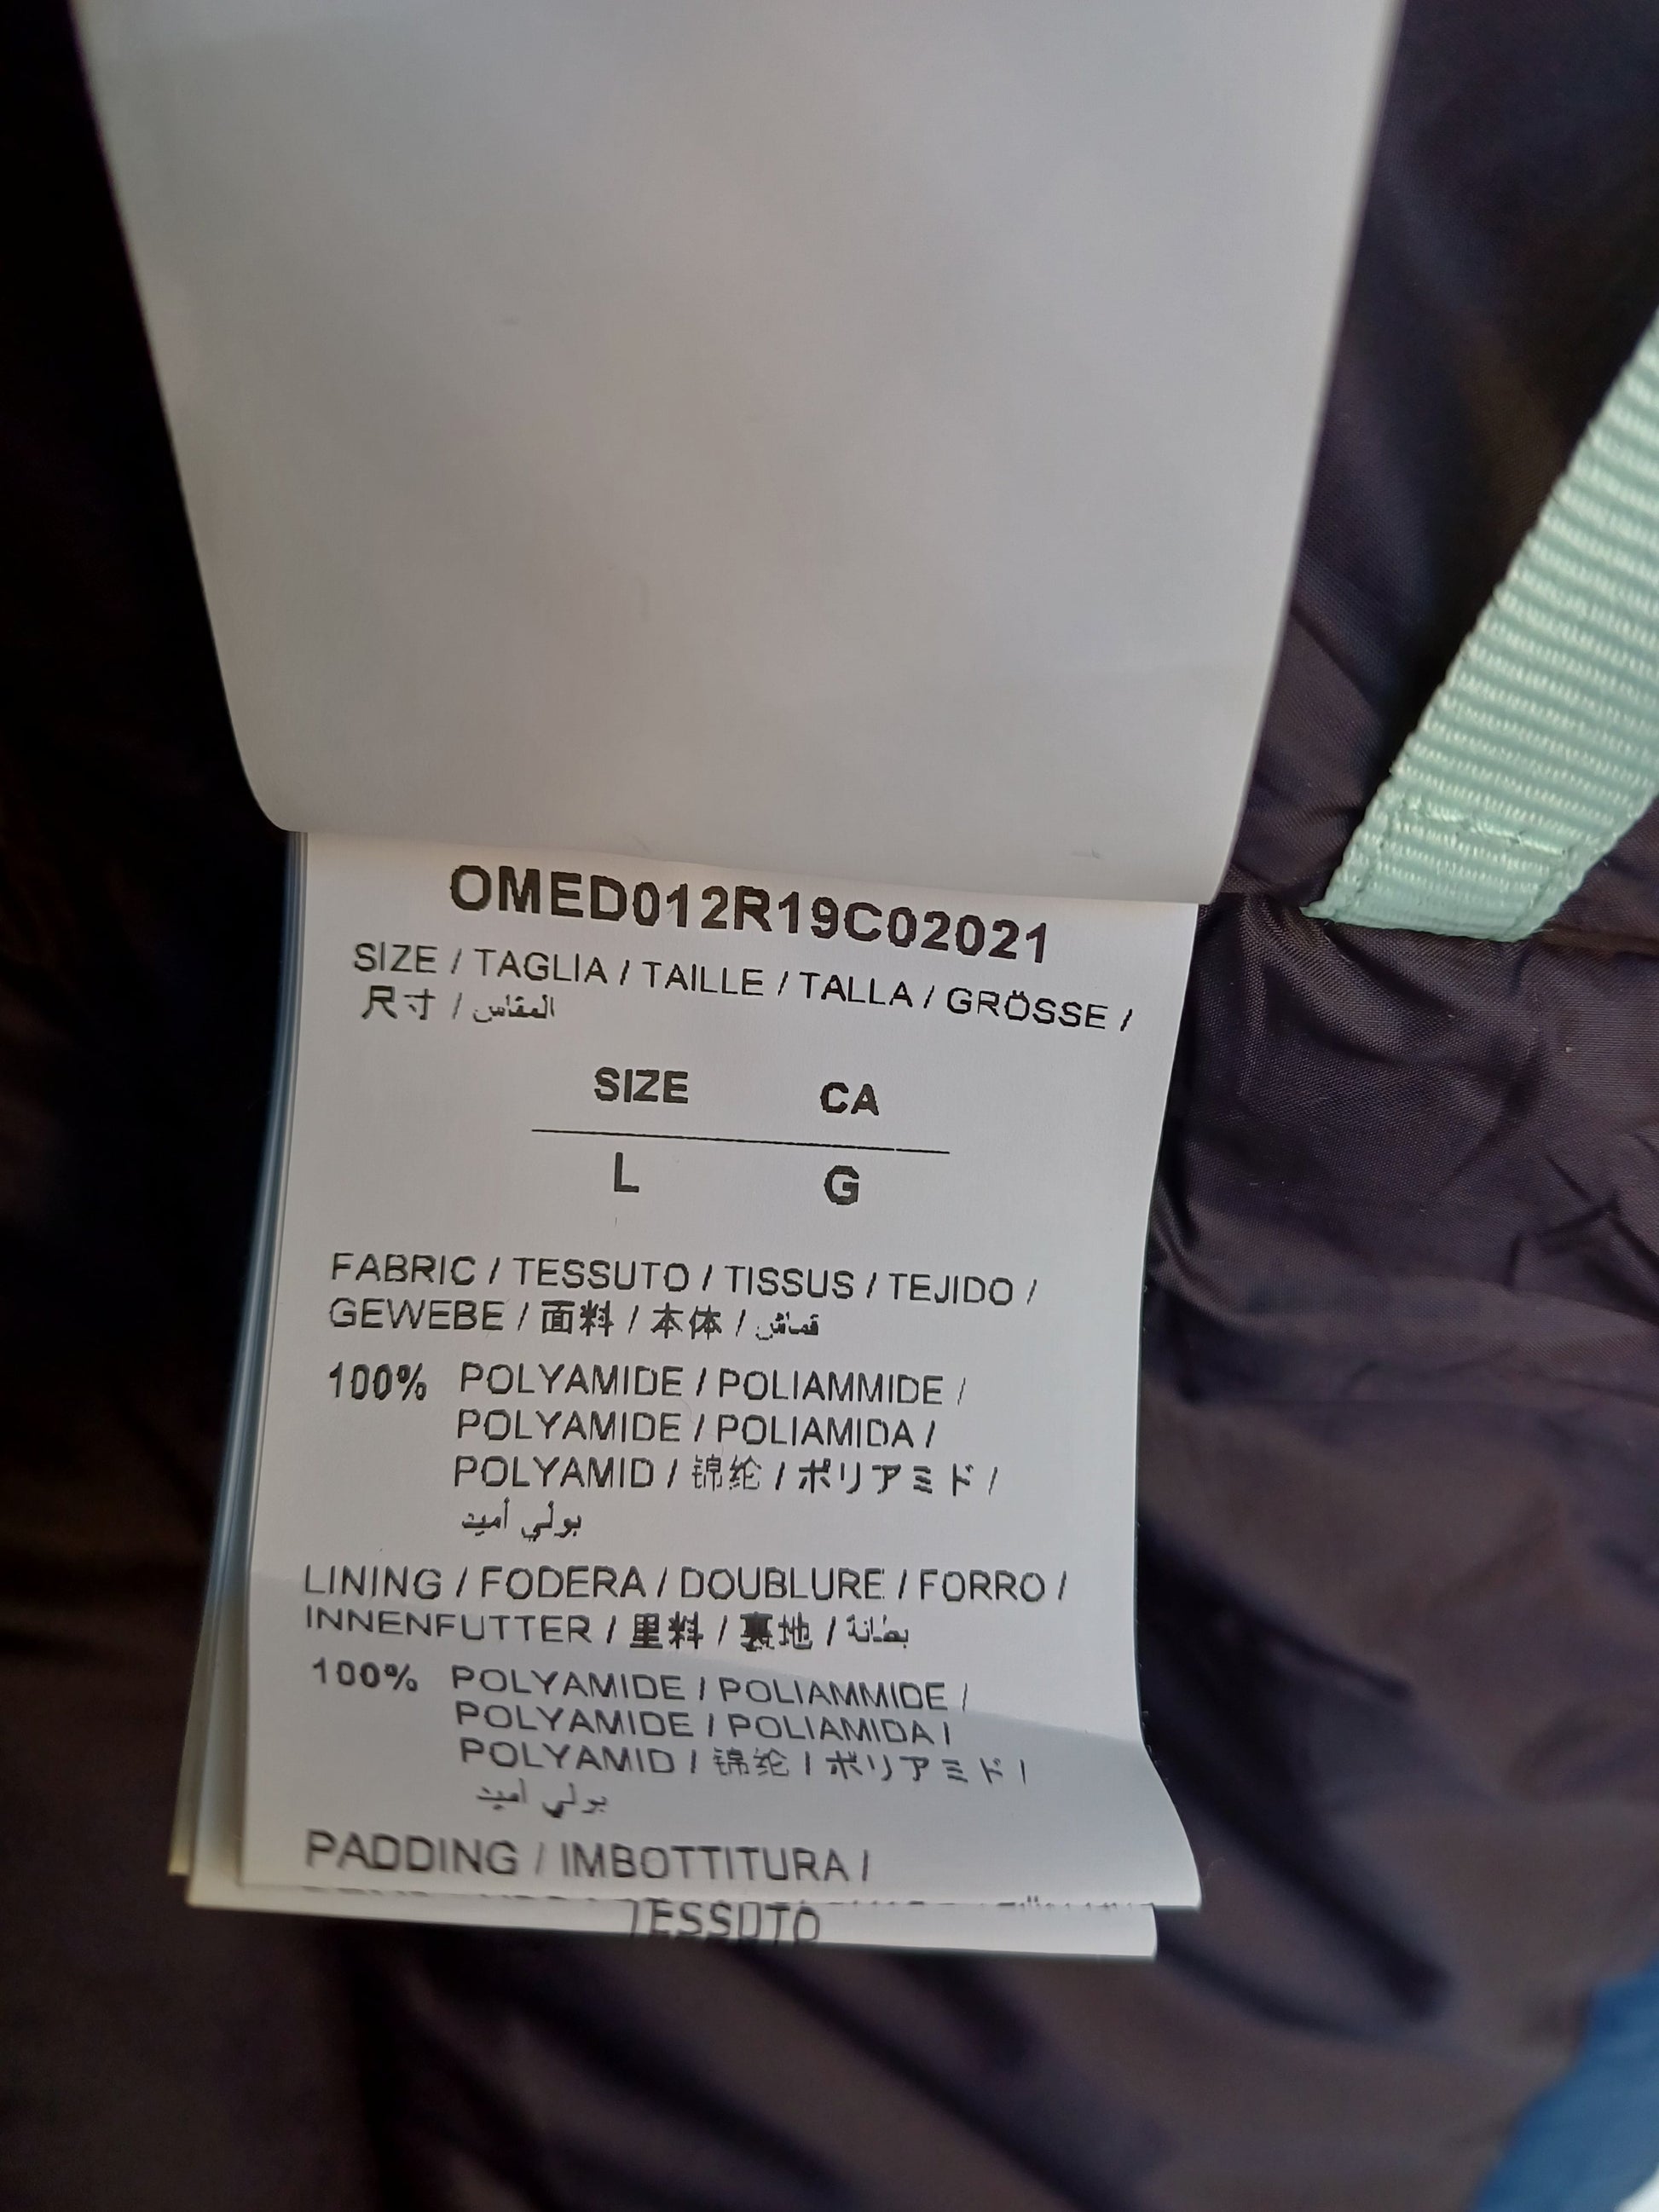 OMED012R19C02021
SIZE / TAGLIA / TAILLE / TALLA / GRÖSSE /
尺寸 / المقاس
SIZE CA
L G
FABRIC / TESSUTO / TISSUS / TEJIDO /
GEWEBE / 面料 / 本体 / قماش
100% POLYAMIDE / POLIAMMIDE /
POLYAMIDE / POLIAMIDA /
POLYAMID / 锦纶 / ポリアミド /
بولي أميد
LINING / FODERA / DOUBLURE / FORRO /
INNENFUTTER / 里料 / 裏地 / بطانة
100% POLYAMIDE / POLIAMMIDE /
POLYAMIDE / POLIAMIDA /
POLYAMID / 锦纶 / ポリアミド /
بولي أميد
PADDING / IMBOTTITURA /
TESSUTO